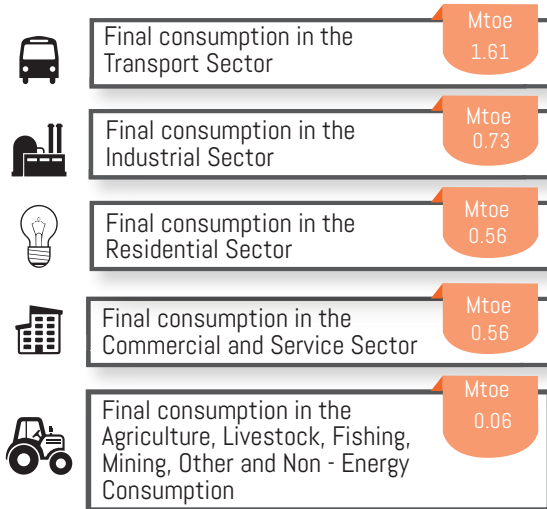 Final consumption in the
Transport Sector
Mtoe
1.61
Final consumption in the
Industrial Sector
Mtoe
0.73
Final consumption in the
Residential Sector
Mtoe
0.56
Final consumption in the
Commercial and Service Sector
Mtoe
0.56
Final consumption in the
Agriculture, Livestock, Fishing,
Mining, Other and Non - Energy
Consumption
Mtoe
0.06